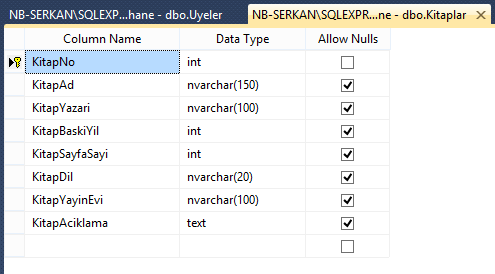 NB-SERKAN\SQLEXP...hane - dbo.Uyeler NB-SERKAN\SQLEXPR...ne - dbo.Kitaplar
Column Name Data Type Allow Nulls
KitapNo int
KitapAd nvarchar(150)
KitapYazari nvarchar(100)
KitapBaskiYil int
KitapSayfaSayi int
KitapDil nvarchar(20)
KitapYayinEvi nvarchar(100)
KitapAciklama text